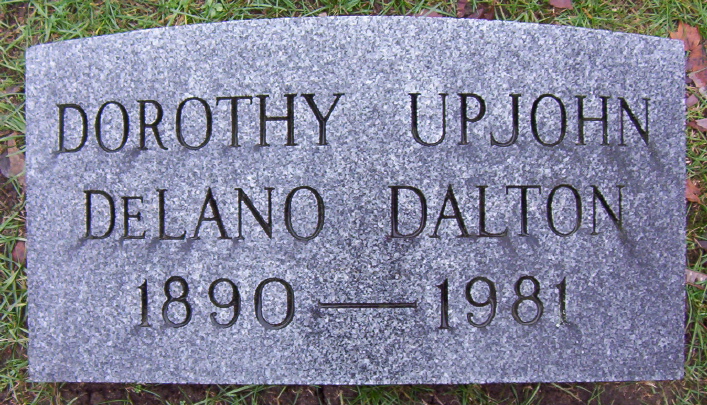 DOROTHY UPJOHN
DeLANO DALTON
1890 — 1981